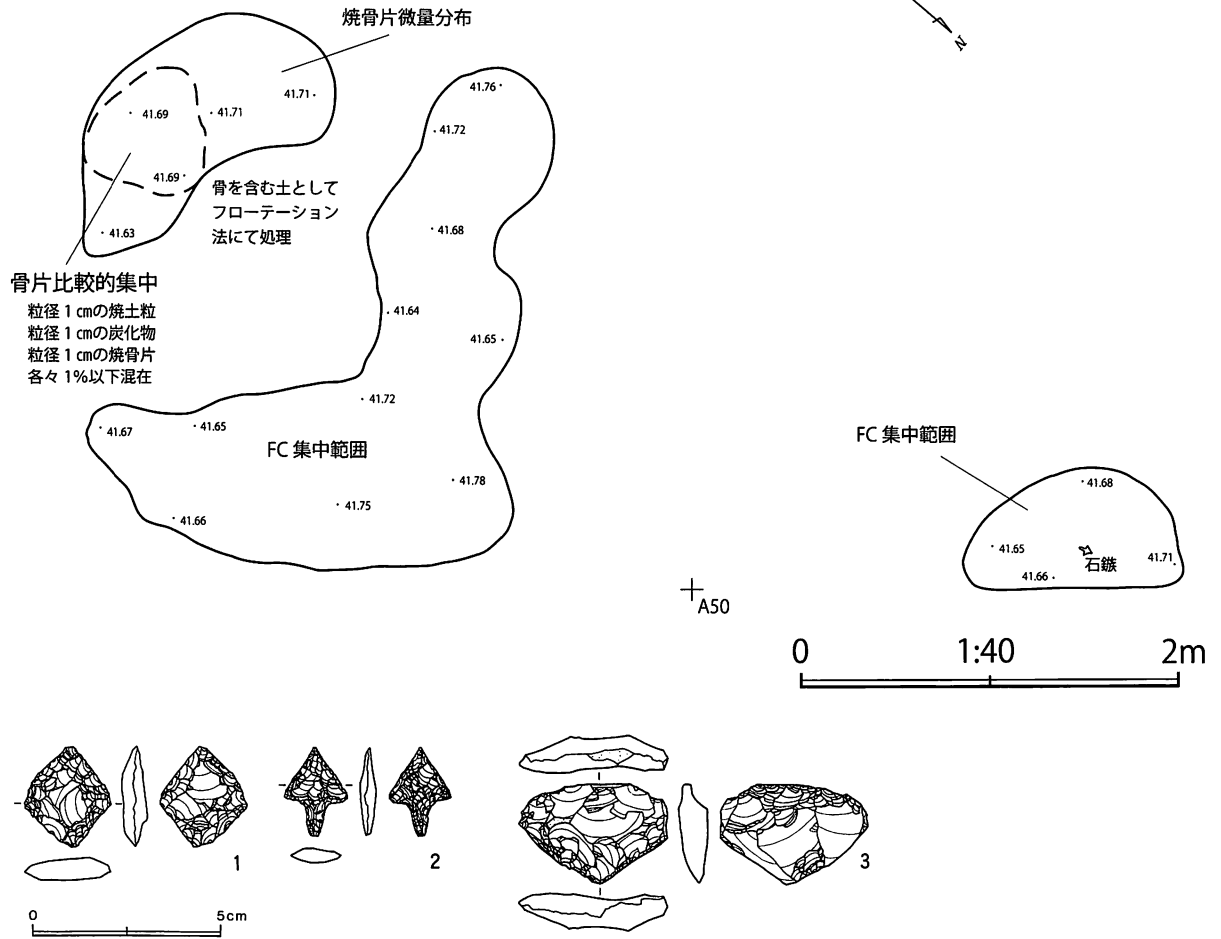 焼骨片微量分布
N
41.76
41.71
41.69
41.71
41.72
41.69
骨を含む土として
フローテーション
法にて処理
41.63
41.68
骨片比較的集中
粒径1㎝の焼土粒
粒径1㎝の炭化物
粒径1㎝の焼骨片
各々1%以下混在
41.64
41.65
41.72
41.67
41.65
FC 集中範囲
41.78
41.75
41.66
FC 集中範囲
41.68
41.65
石鏃
41.71
41.66
A50
0 1:40 2m
1
2
3
0 5cm